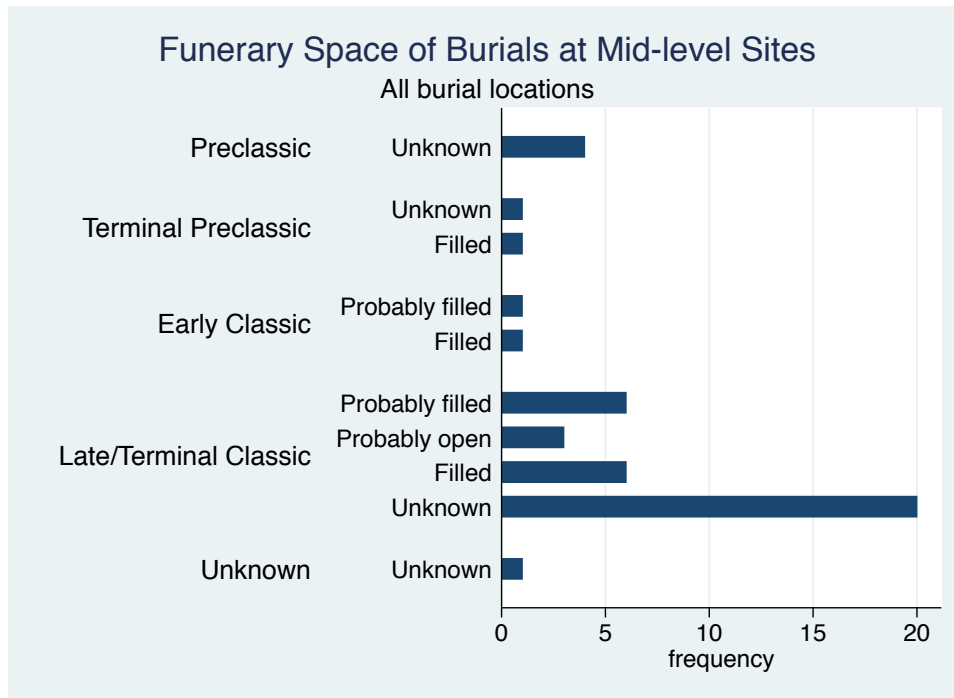 Funerary Space of Burials at Mid-level Sites
All burial locations
Preclassic
Unknown
Terminal Preclassic
Unknown
Filled
Early Classic
Probably filled
Filled
Late/Terminal Classic
Probably filled
Probably open
Filled
Unknown
Unknown
Unknown
0 5 10 15 20
frequency